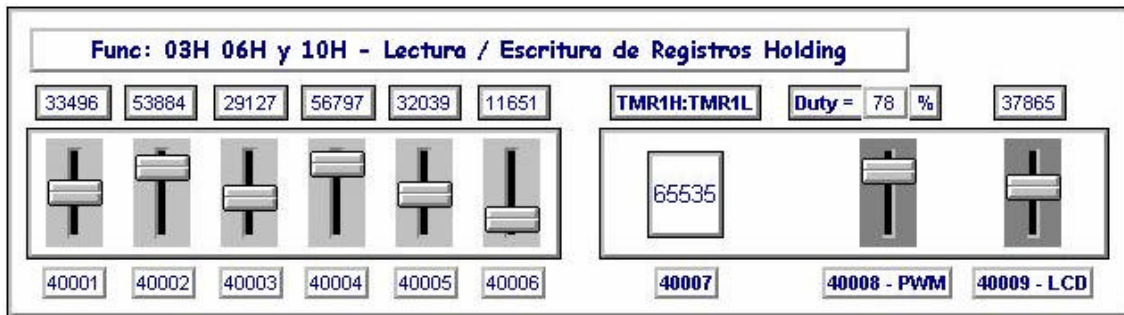 Func: 03H 06H y 10H - Lectura / Escritura de Registros Holding
33496 53884 29127 56797 32039 11651 TMR1H:TMR1L Duty = 78 % 37865
65535
40001 40002 40003 40004 40005 40006 40007 40008 - PWM 40009 - LCD